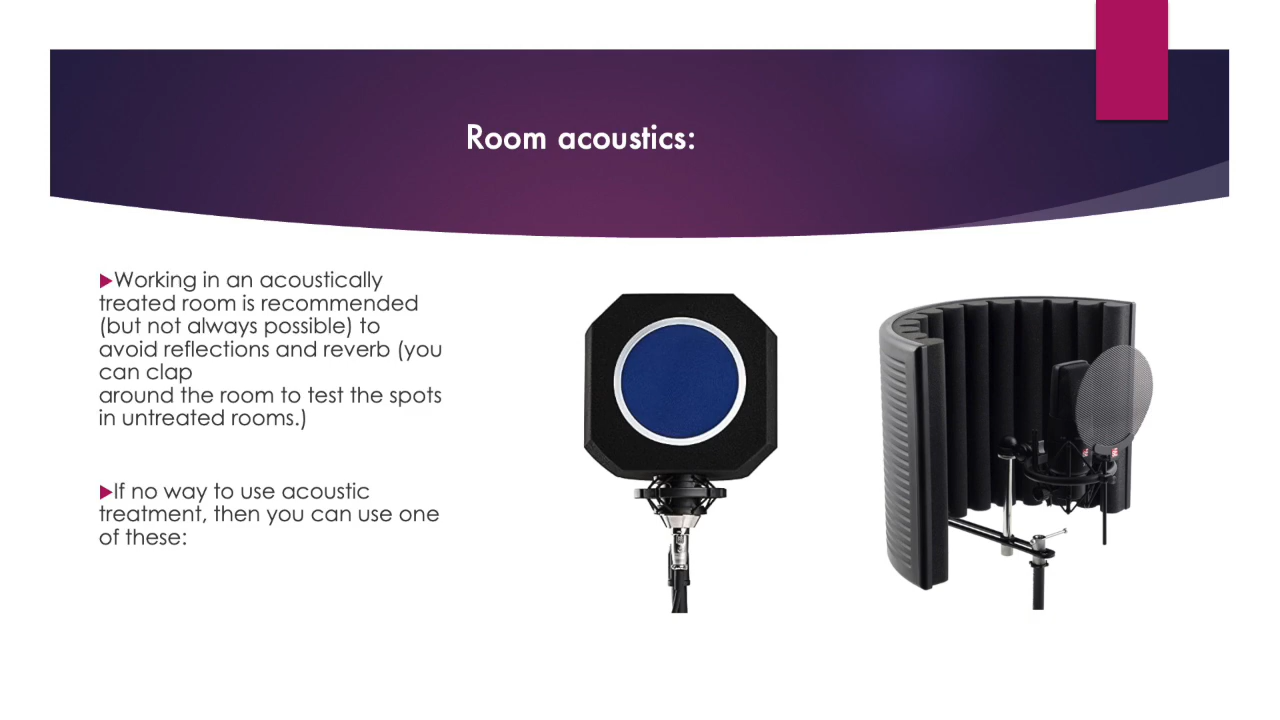 Room acoustics:
▶Working in an acoustically
treated room is recommended
(but not always possible) to
avoid reflections and reverb (you
can clap
around the room to test the spots
in untreated rooms.)
▶If no way to use acoustic
treatment, then you can use one
of these: